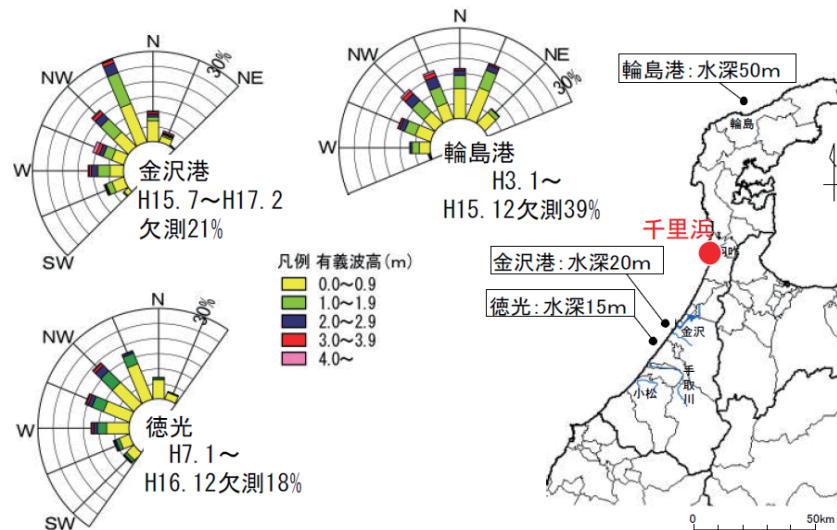 N
NW
NE
30%
W
SW
金沢港
H15.7～H17.2
欠測21%
N
NW
NE
30%
W
輪島港
H3.1～
H15.12欠測39%
凡例 有義波高(m)
0.0～0.9
1.0～1.9
2.0～2.9
3.0～3.9
4.0～
N
NW
30%
W
SW
徳光
H7.1～
H16.12欠測18%
輪島港:水深50m
輪島
千里浜
羽咋
金沢港:水深20m
徳光:水深15m
金沢
手取川
小松
0 50km